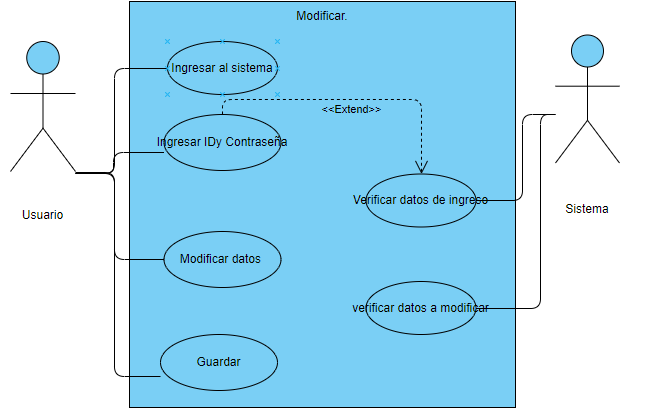 Modificar.
Ingresar al sistema
<<Extend>>
Ingresar IDy Contraseña
Verificar datos de ingreso
Usuario
Sistema
Modificar datos
verificar datos a modificar
Guardar